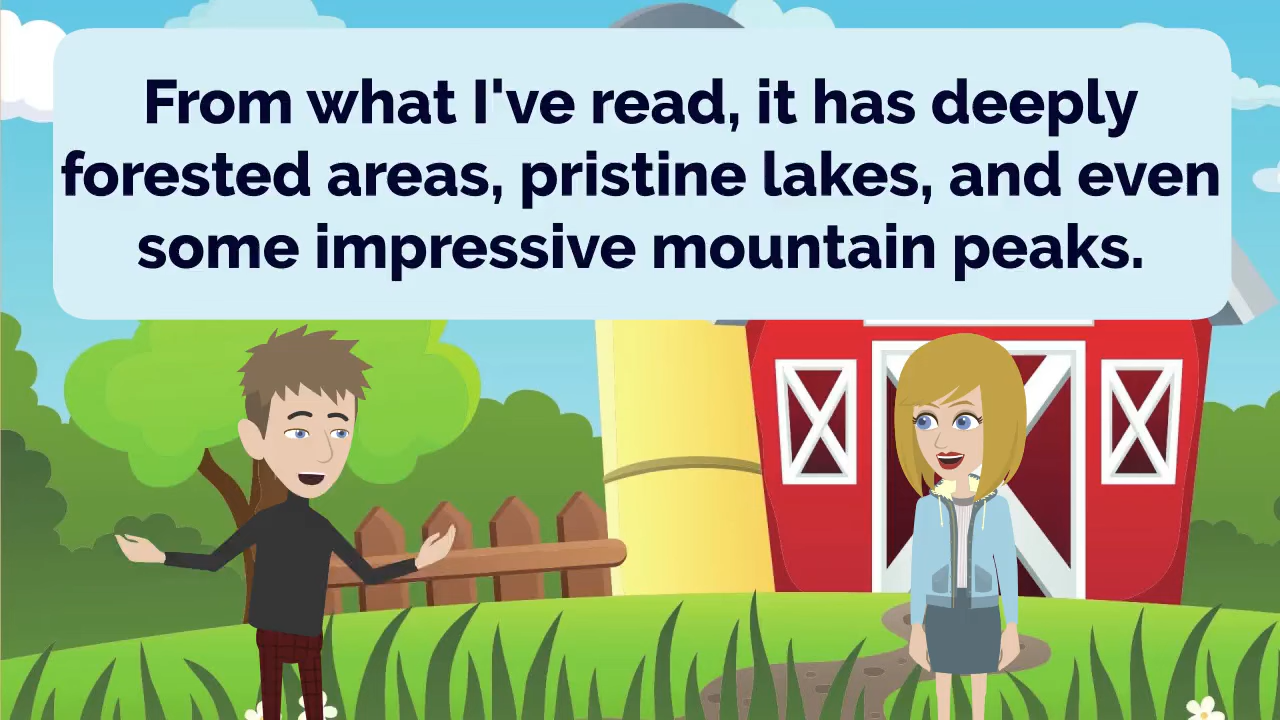 From what I've read, it has deeply
forested areas, pristine lakes, and even
some impressive mountain peaks.